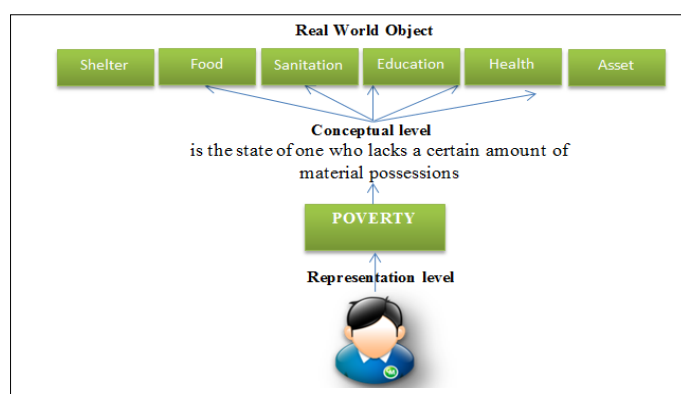 Real World Object
Shelter Food Sanitation Education Health Asset
Conceptual level
is the state of one who lacks a certain amount of
material possessions
POVERTY
Representation level